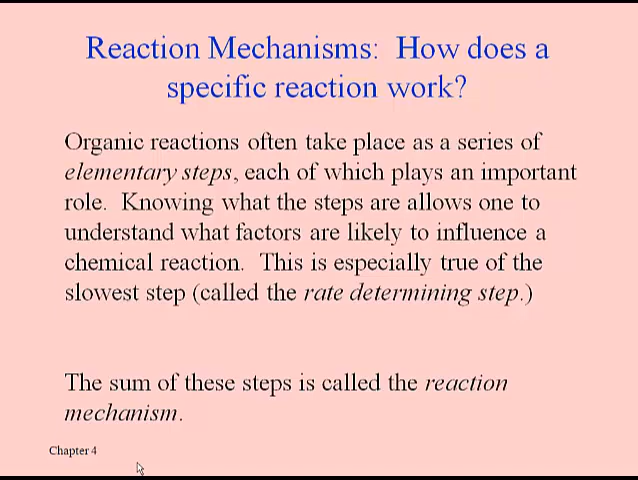 Reaction Mechanisms: How does a
specific reaction work?
Organic reactions often take place as a series of
elementary steps, each of which plays an important
role. Knowing what the steps are allows one to
understand what factors are likely to influence a
chemical reaction. This is especially true of the
slowest step (called the rate determining step.)
The sum of these steps is called the reaction
mechanism.
Chapter 4